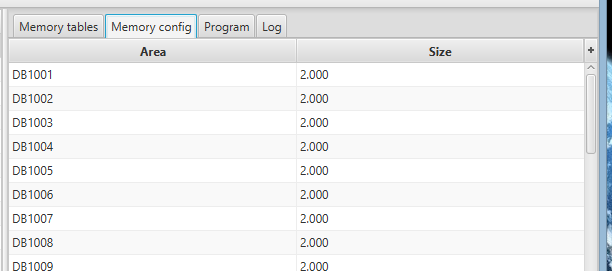 Memory tables Memory config Program Log
Area Size +
DB1001 2.000
DB1002 2.000
DB1003 2.000
DB1004 2.000
DB1005 2.000
DB1006 2.000
DB1007 2.000
DB1008 2.000
DB1009 2.000